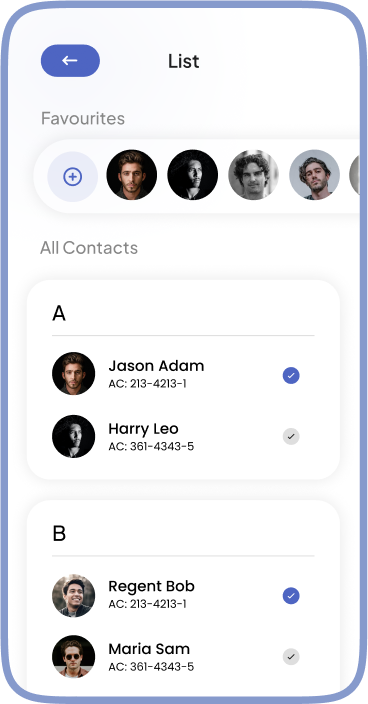 List
Favourites
All Contacts
A
Jason Adam
AC: 213-4213-1
Harry Leo
AC: 361-4343-5
B
Regent Bob
AC: 213-4213-1
Maria Sam
AC: 361-4343-5